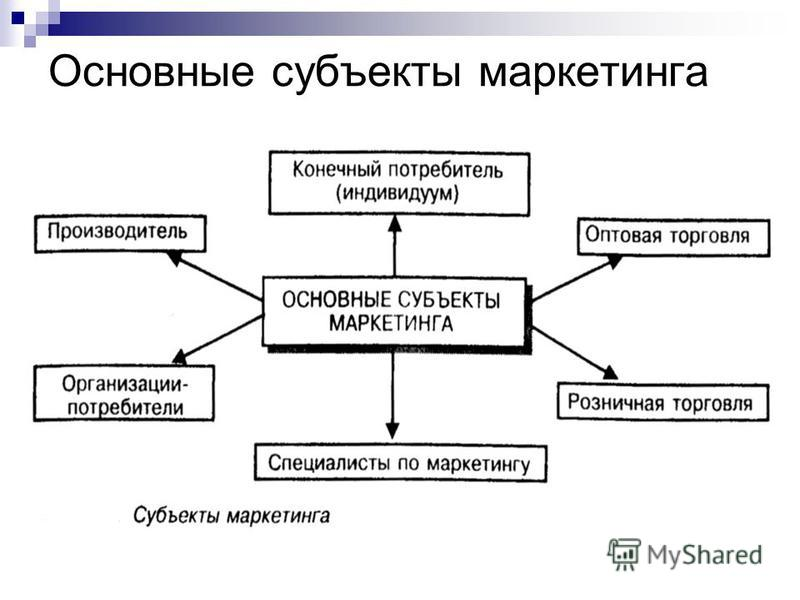 Основные субъекты маркетинга
Конечный потребитель
(индивидуум)
Производитель
Оптовая торговля
ОСНОВНЫЕ СУБЪЕКТЫ
МАРКЕТИНГА
Организации-
потребители
Розничная торговля
Специалисты по маркетингу
Субъекты маркетинга
MyShared